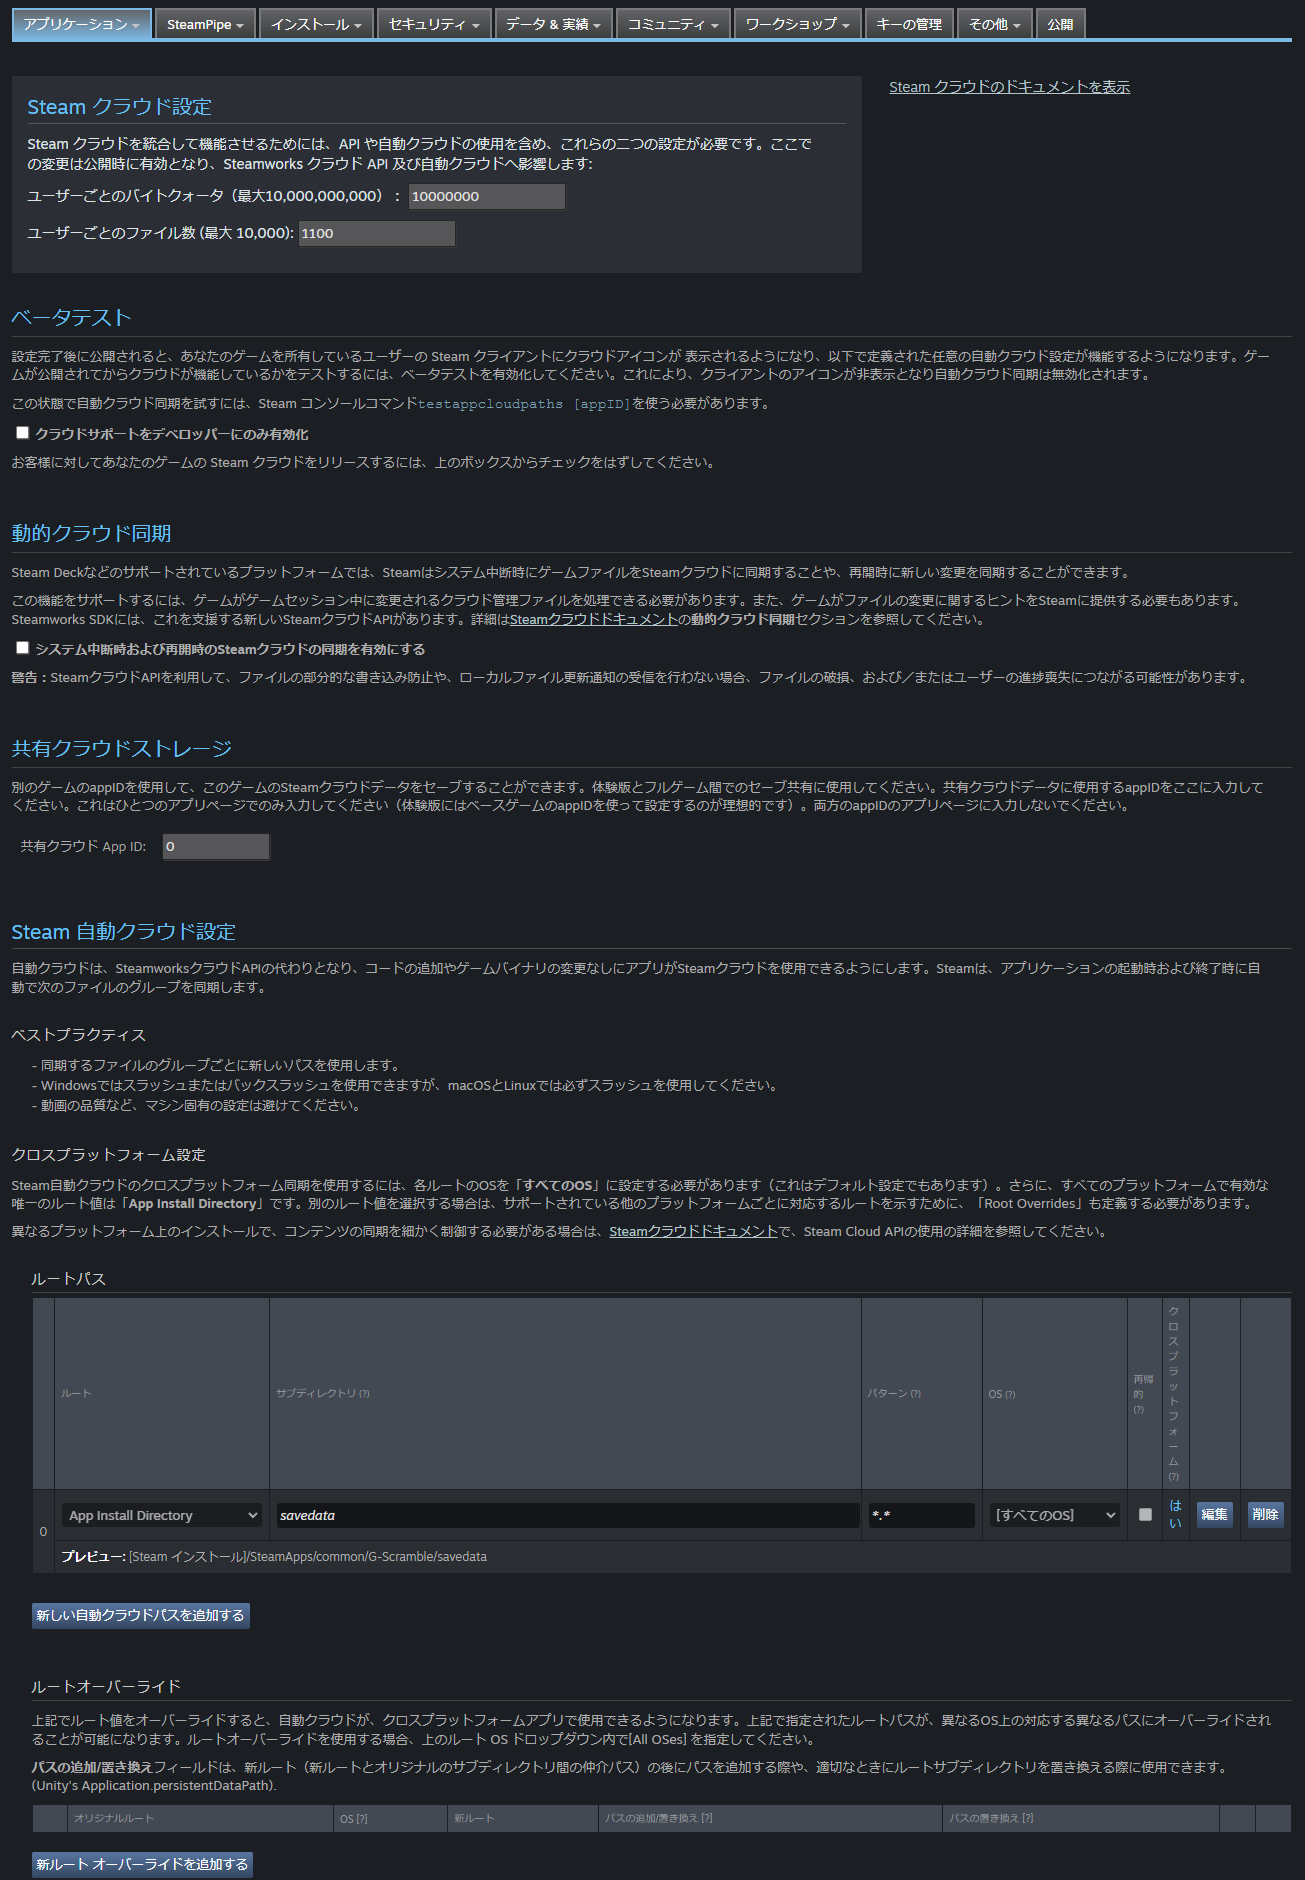 アプリケーション SteamPipe インストール セキュリティ データ & 実績 コミュニティ ワークショップ キーの管理 その他 公開
Steam クラウド設定
Steam クラウドのドキュメントを表示
Steam クラウドを統合して機能させるためには、API や自動クラウドの使用を含め、これらの二つの設定が必要です。ここで
の変更は公開時に有効となり、Steamworks クラウド API 及び自動クラウドへ影響します:
ユーザーごとのバイトクォータ（最大10,000,000,000）： 10000000
ユーザーごとのファイル数 (最大 10,000): 1100
ベータテスト
設定完了後に公開されると、あなたのゲームを所有しているユーザーの Steam クライアントにクラウドアイコンが 表示されるようになり、以下で定義された任意の自動クラウド設定が機能するようになります。ゲー
ムが公開されてからクラウドが機能しているかをテストするには、ベータテストを有効化してください。これにより、クライアントのアイコンが非表示となり自動クラウド同期は無効化されます。
この状態で自動クラウド同期を試すには、Steam コンソールコマンドtestappcloudpaths [appID]を使う必要があります。
クラウドサポートをデベロッパーにのみ有効化
お客様に対してあなたのゲームの Steam クラウドをリリースするには、上のボックスからチェックをはずしてください。
動的クラウド同期
Steam Deckなどのサポートされているプラットフォームでは、Steamはシステム中断時にゲームファイルをSteamクラウドに同期することや、再開時に新しい変更を同期することができます。
この機能をサポートするには、ゲームがゲームセッション中に変更されるクラウド管理ファイルを処理できる必要があります。また、ゲームがファイルの変更に関するヒントをSteamに提供する必要もあります。
Steamworks SDKには、これを支援する新しいSteamクラウドAPIがあります。詳細はSteamクラウドドキュメントの動的クラウド同期セクションを参照してください。
システム中断時および再開時のSteamクラウドの同期を有効にする
警告：SteamクラウドAPIを利用して、ファイルの部分的な書き込み防止や、ローカルファイル更新通知の受信を行わない場合、ファイルの破損、および／またはユーザーの進捗喪失につながる可能性があります。
共有クラウドストレージ
別のゲームのappIDを使用して、このゲームのSteamクラウドデータをセーブすることができます。体験版とフルゲーム間でのセーブ共有に使用してください。共有クラウドデータに使用するappIDをここに入力して
ください。これはひとつのアプリページでのみ入力してください（体験版にはベースゲームのappIDを使って設定するのが理想的です）。両方のappIDのアプリページに入力しないでください。
共有クラウド App ID: 0
Steam 自動クラウド設定
自動クラウドは、SteamworksクラウドAPIの代わりとなり、コードの追加やゲームバイナリの変更なしにアプリがSteamクラウドを使用できるようにします。Steamは、アプリケーションの起動時および終了時に自
動で次のファイルのグループを同期します。
ベストプラクティス
- 同期するファイルのグループごとに新しいパスを使用します。
- Windowsではスラッシュまたはバックスラッシュを使用できますが、macOSとLinuxでは必ずスラッシュを使用してください。
- 動画の品質など、マシン固有の設定は避けてください。
クロスプラットフォーム設定
Steam自動クラウドのクロスプラットフォーム同期を使用するには、各ルートのOSを「すべてのOS」に設定する必要があります（これはデフォルト設定でもあります）。さらに、すべてのプラットフォームで有効な
唯一のルート値は「App Install Directory」です。別のルート値を選択する場合は、サポートされている他のプラットフォームごとに対応するルートを示すために、「Root Overrides」も定義する必要があります。
異なるプラットフォーム上のインストールで、コンテンツの同期を細かく制御する必要がある場合は、Steamクラウドドキュメントで、Steam Cloud APIの使用の詳細を参照してください。
ルートパス
ルート サブディレクトリ (?) パターン (?) OS (?) 再帰的 (?) クロスプラットフォーム (?)
0 App Install Directory savedata *.* [すべてのOS] はい 編集 削除
プレビュー: [Steam インストール]/SteamApps/common/G-Scramble/savedata
新しい自動クラウドパスを追加する
ルートオーバーライド
上記でルート値をオーバーライドすると、自動クラウドが、クロスプラットフォームアプリで使用できるようになります。上記で指定されたルートパスが、異なるOS上の対応する異なるパスにオーバーライドされ
ることが可能になります。ルートオーバーライドを使用する場合、上のルート OS ドロップダウン内で[All OSes] を指定してください。
パスの追加/置き換えフィールドは、新ルート（新ルートとオリジナルのサブディレクトリ間の仲介パス）の後にパスを追加する際や、適切なときにルートサブディレクトリを置き換える際に使用できます。
(Unity's Application.persistentDataPath).
オリジナルルート OS [?] 新ルート パスの追加/置き換え [?] パスの置き換え [?]
新ルート オーバーライドを追加する